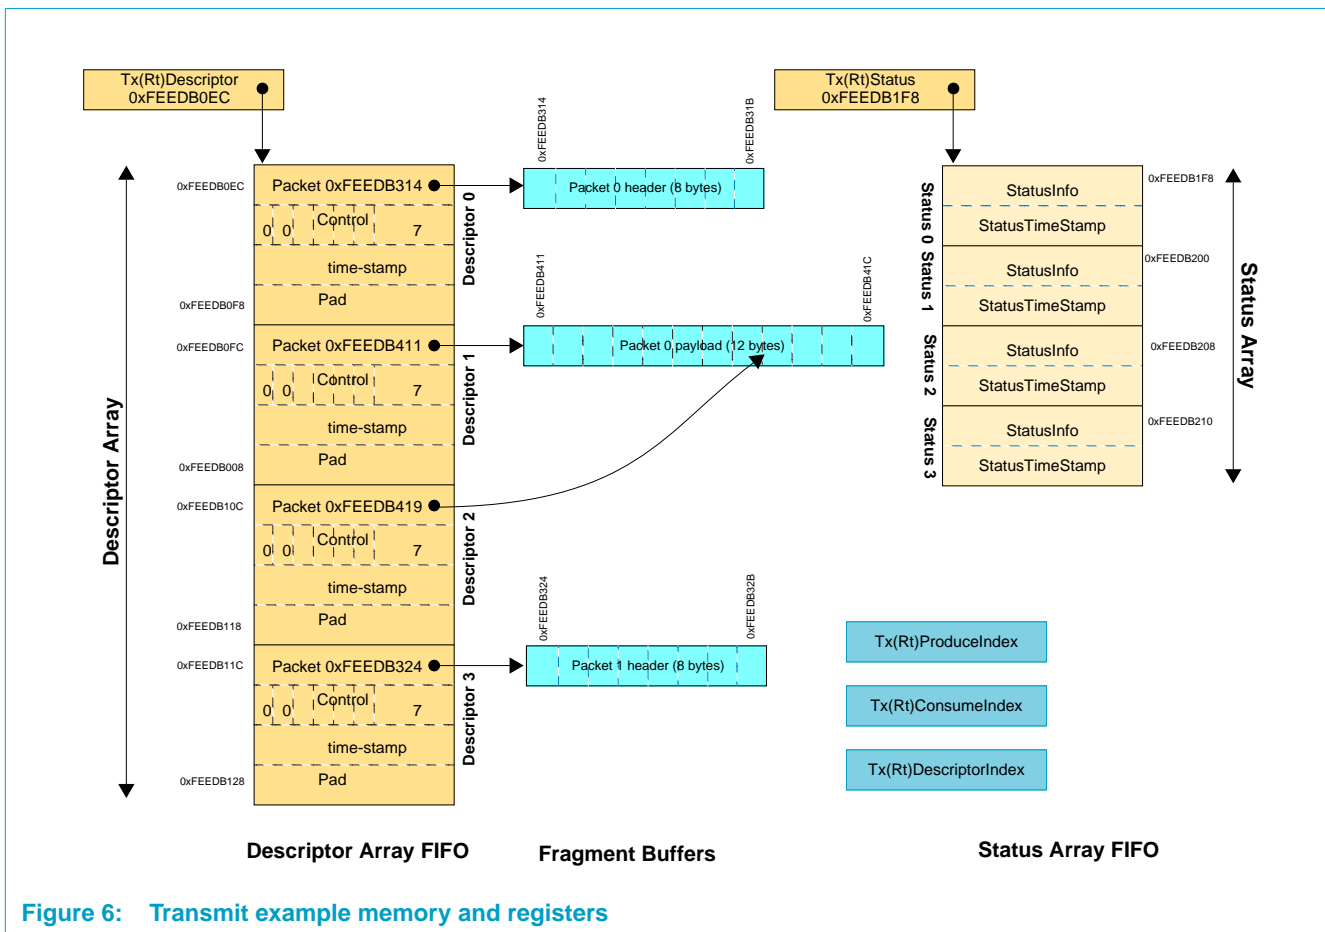 Tx(Rt)Descriptor
0xFEEDB0EC
Tx(Rt)Status
0xFEEDB1F8
0xFEEDB314
0xFEEDB31B
0xFEEDB0EC
Packet 0xFEEDB314
Control
0 0 7
time-stamp
Pad
0xFEEDB0F8
Descriptor 0
Packet 0 header (8 bytes)
0xFEEDB411
0xFEEDB41C
0xFEEDB0FC
Packet 0xFEEDB411
Control
0 0 7
time-stamp
Pad
0xFEEDB008
Descriptor 1
Packet 0 payload (12 bytes)
0xFEEDB10C
Packet 0xFEEDB419
Control
0 0 7
time-stamp
Pad
0xFEEDB118
Descriptor 2
0xFEEDB324
0xFEEDB32B
0xFEEDB11C
Packet 0xFEEDB324
Control
0 0 7
time-stamp
Pad
0xFEEDB128
Descriptor 3
Packet 1 header (8 bytes)
Descriptor Array
Status 0
StatusInfo
StatusTimeStamp
0xFEEDB1F8
Status 1
StatusInfo
StatusTimeStamp
0xFEEDB200
Status 2
StatusInfo
StatusTimeStamp
0xFEEDB208
Status 3
StatusInfo
StatusTimeStamp
0xFEEDB210
Status Array
Tx(Rt)ProduceIndex
Tx(Rt)ConsumeIndex
Tx(Rt)DescriptorIndex
Descriptor Array FIFO
Fragment Buffers
Status Array FIFO
Figure 6: Transmit example memory and registers